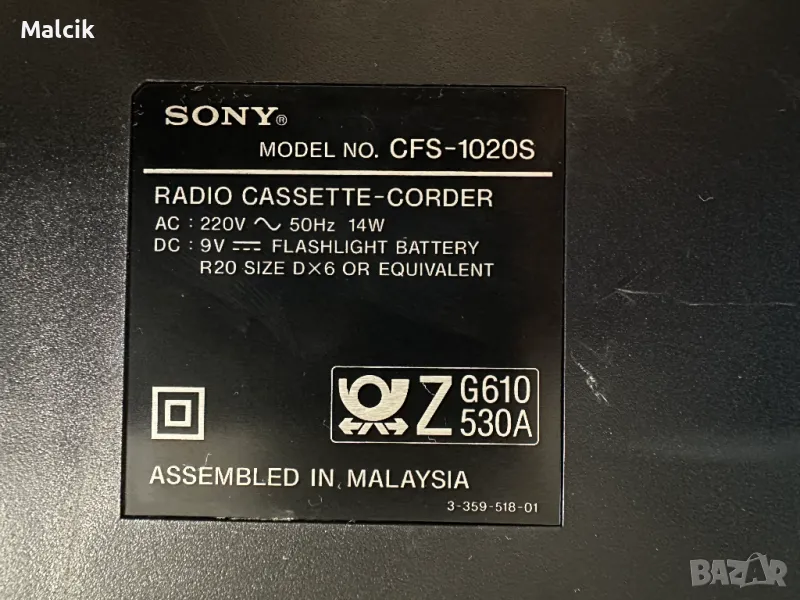 Malcik
SONY®
MODEL NO. CFS-1020S
RADIO CASSETTE-CORDER
AC : 220V ~ 50Hz 14W
DC : 9V ⎓ FLASHLIGHT BATTERY
R20 SIZE D×6 OR EQUIVALENT
Z G610
530A
ASSEMBLED IN MALAYSIA
3-359-518-01
BAZAR